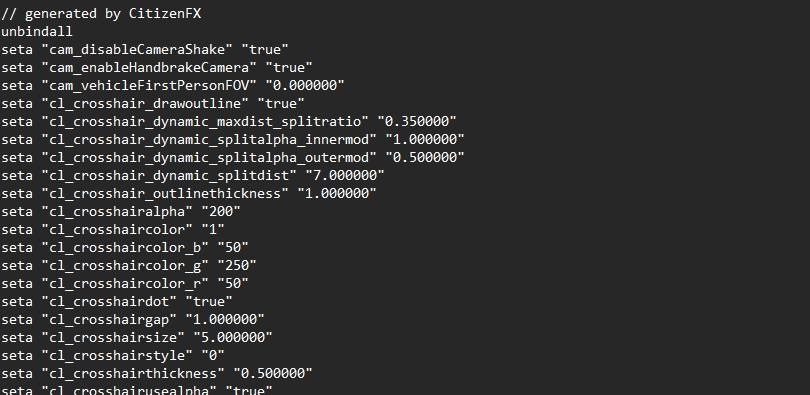 // generated by CitizenFX
unbindall
seta "cam_disableCameraShake" "true"
seta "cam_enableHandbrakeCamera" "true"
seta "cam_vehicleFirstPersonFOV" "0.000000"
seta "cl_crosshair_drawoutline" "true"
seta "cl_crosshair_dynamic_maxdist_splitratio" "0.350000"
seta "cl_crosshair_dynamic_splitalpha_innermod" "1.000000"
seta "cl_crosshair_dynamic_splitalpha_outermod" "0.500000"
seta "cl_crosshair_dynamic_splitdist" "7.000000"
seta "cl_crosshair_outlinethickness" "1.000000"
seta "cl_crosshairalpha" "200"
seta "cl_crosshaircolor" "1"
seta "cl_crosshaircolor_b" "50"
seta "cl_crosshaircolor_g" "250"
seta "cl_crosshaircolor_r" "50"
seta "cl_crosshairdot" "true"
seta "cl_crosshairgap" "1.000000"
seta "cl_crosshairsize" "5.000000"
seta "cl_crosshairstyle" "0"
seta "cl_crosshairthickness" "0.500000"
seta "cl_crosshairusealpha" "true"